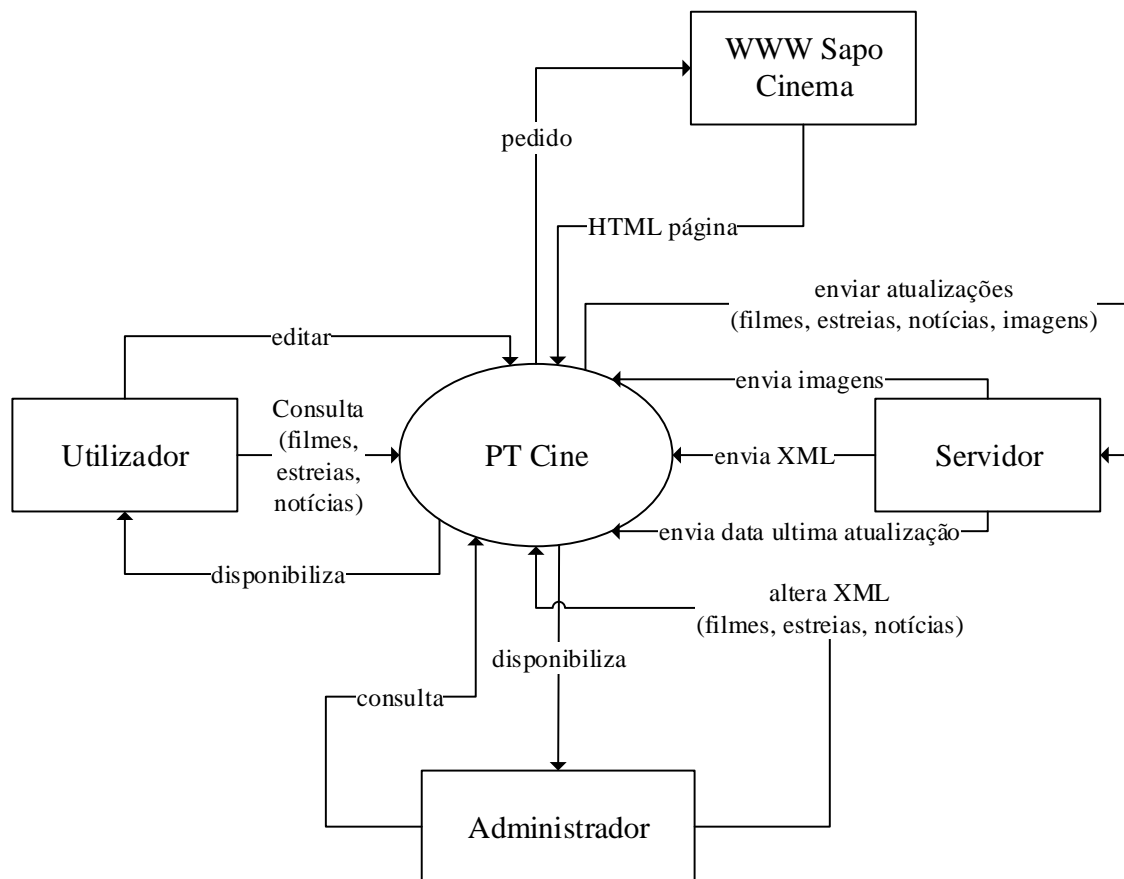 WWW Sapo
Cinema
pedido
HTML página
enviar atualizações
(filmes, estreias, notícias, imagens)
editar
envia imagens
Consulta
(filmes,
estreias,
notícias)
Utilizador
PT Cine
envia XML
Servidor
envia data ultima atualização
disponibiliza
altera XML
(filmes, estreias, notícias)
disponibiliza
consulta
Administrador